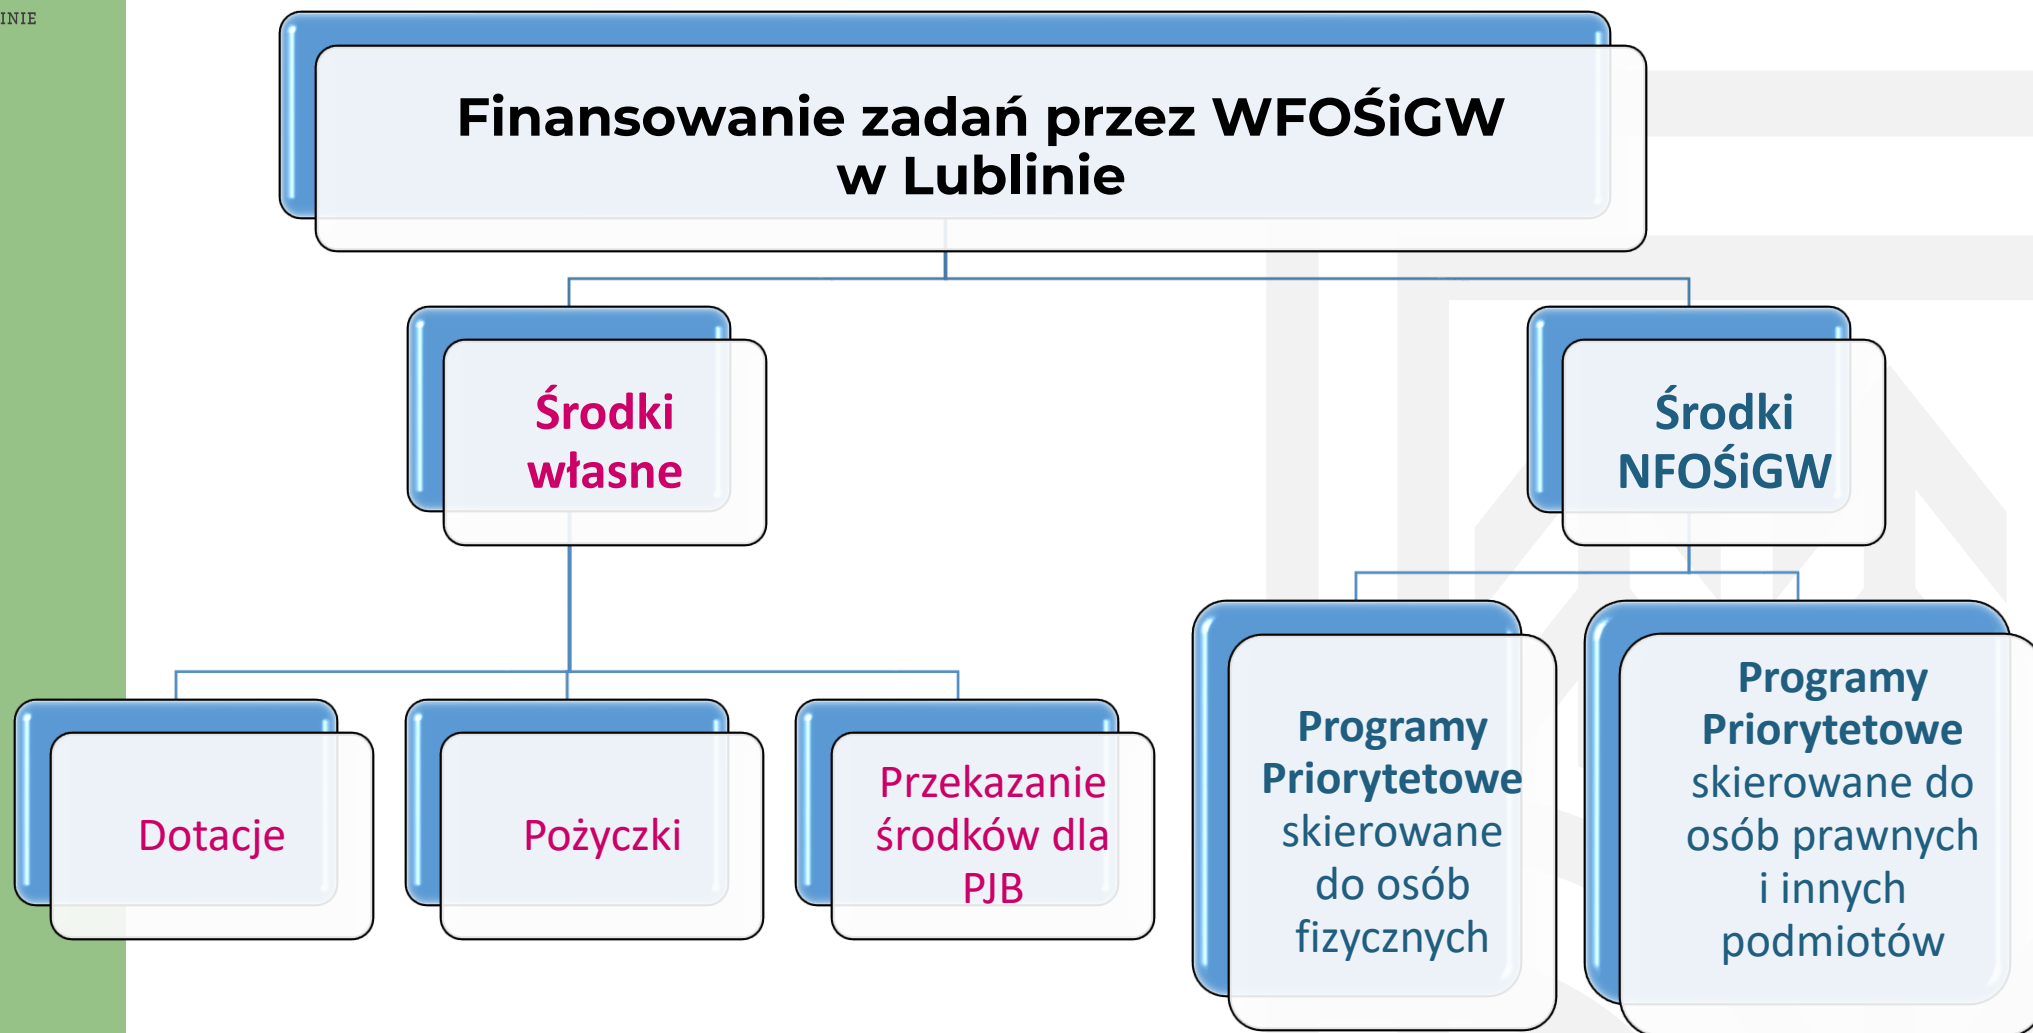 INIE
Finansowanie zadań przez WFOŚiGW
w Lublinie
Środki
własne
Środki
NFOŚiGW
Dotacje
Pożyczki
Przekazanie
środków dla
PJB
Programy
Priorytetowe
skierowane
do osób
fizycznych
Programy
Priorytetowe
skierowane do
osób prawnych
i innych
podmiotów